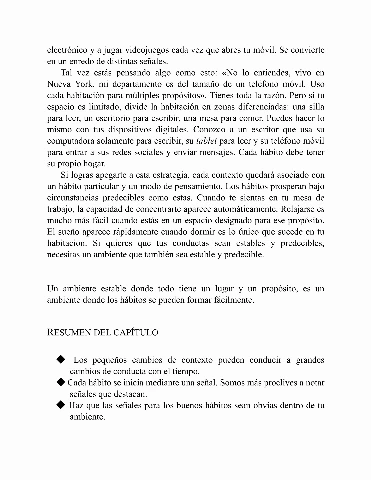 electrónico y a jugar videojuegos cada vez que abres tu móvil. Se convierte
en un enredo de distintas señales.
Tal vez estás pensando algo como esto: «No lo entiendes, vivo en
Nueva York, mi departamento es del tamaño de un teléfono móvil. Uso
cada habitación para múltiples propósitos». Tienes toda la razón. Pero si tu
espacio es limitado, divide la habitación en zonas diferenciadas: una silla
para leer, un escritorio para escribir, una mesa para comer. Puedes hacer lo
mismo con tus dispositivos digitales. Conozco a un escritor que usa su
computadora solamente para escribir, su tablet para leer y su teléfono móvil
para entrar a sus redes sociales y enviar mensajes. Cada hábito debe tener
su propio hogar.
Si logras apegarte a esta estrategia, cada contexto quedará asociado con
un hábito particular y un modo de pensamiento. Los hábitos prosperan bajo
circunstancias predecibles como estas. Cuando te sientas en tu mesa de
trabajo, la capacidad de concentrarte aparece automáticamente. Relajarse es
mucho más fácil cuando estás en un espacio designado para ese propósito.
El sueño aparece rápidamente cuando dormir es lo único que sucede en tu
habitación. Si quieres que tus conductas sean estables y predecibles,
necesitas un ambiente que también sea estable y predecible.
Un ambiente estable donde todo tiene un lugar y un propósito, es un
ambiente donde los hábitos se pueden formar fácilmente.
RESUMEN DEL CAPÍTULO
◆ Los pequeños cambios de contexto pueden conducir a grandes
cambios de conducta con el tiempo.
◆ Cada hábito se inicia mediante una señal. Somos más proclives a notar
señales que destacan.
◆ Haz que las señales para los buenos hábitos sean obvias dentro de tu
ambiente.